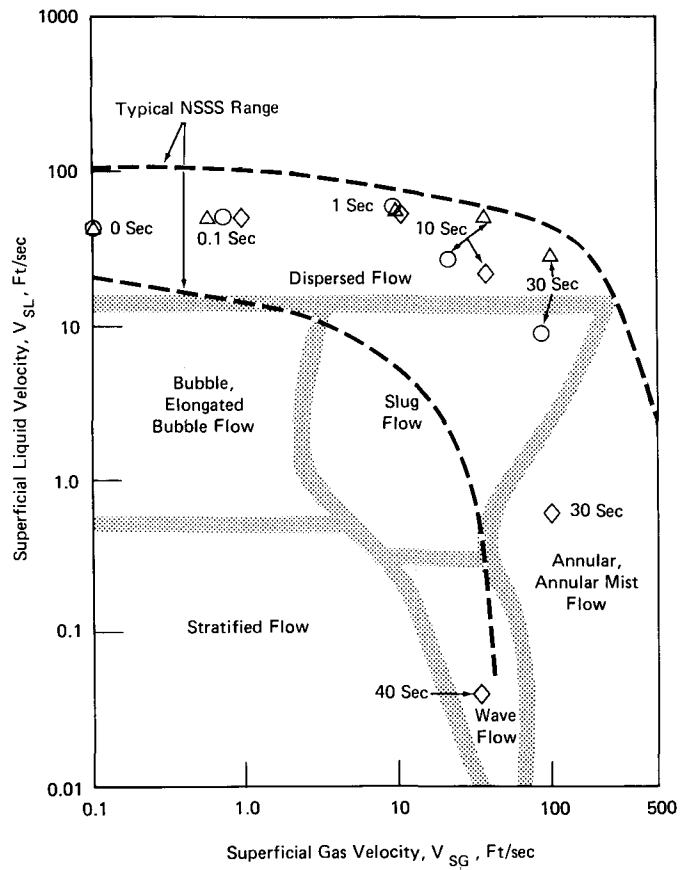 1000
Typical NSSS Range
100
1 Sec
0 Sec
10 Sec
0.1 Sec
Dispersed Flow
30 Sec
10
Bubble,
Elongated
Bubble Flow
Slug
Flow
Superficial Liquid Velocity, V SL , Ft/sec
1.0
30 Sec
Annular,
Annular Mist
Flow
Stratified Flow
0.1
40 Sec
Wave
Flow
0.01
0.1
1.0
10
100
500
Superficial Gas Velocity, V SG , Ft/sec